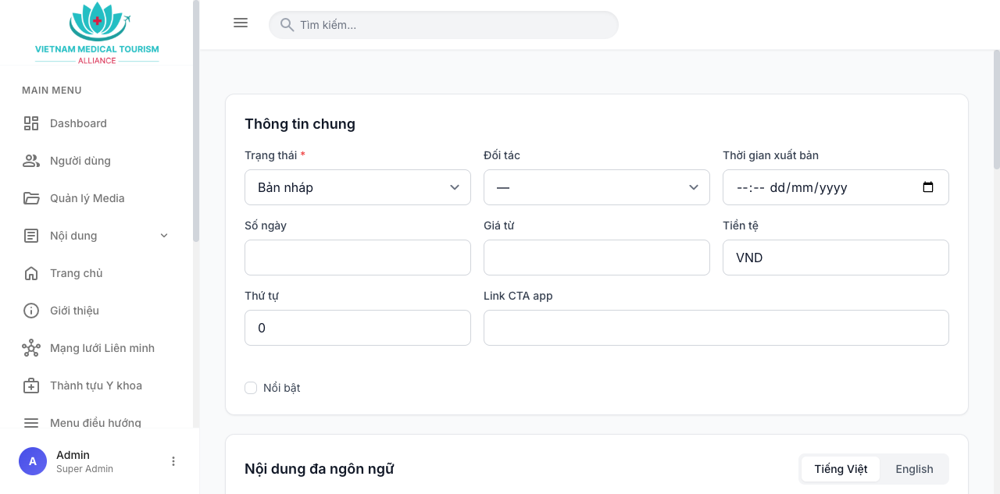 VIETNAM MEDICAL TOURISM
ALLIANCE
Tìm kiếm...
MAIN MENU
Dashboard
Người dùng
Quản lý Media
Nội dung
Trang chủ
Giới thiệu
Mạng lưới Liên minh
Thành tựu Y khoa
Menu điều hướng
A
Admin
Super Admin
Thông tin chung
Trạng thái *
Đối tác
Thời gian xuất bản
Bản nháp
—
--:-- dd/mm/yyyy
Số ngày
Giá từ
Tiền tệ
VND
Thứ tự
Link CTA app
0
Nổi bật
Nội dung đa ngôn ngữ
Tiếng Việt
English